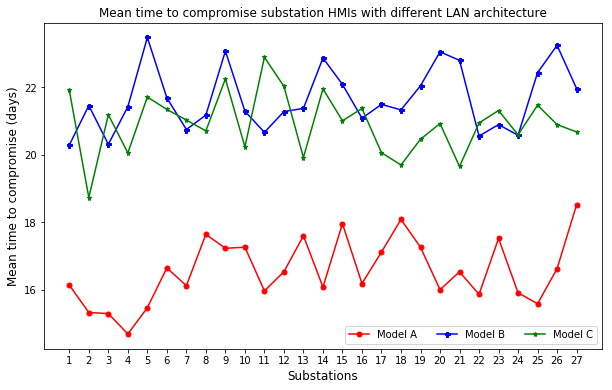 Mean time to compromise substation HMIs with different LAN architecture
Mean time to compromise (days)
22
20
18
16
1 2 3 4 5 6 7 8 9 10 11 12 13 14 15 16 17 18 19 20 21 22 23 24 25 26 27
Substations
Model A Model B Model C